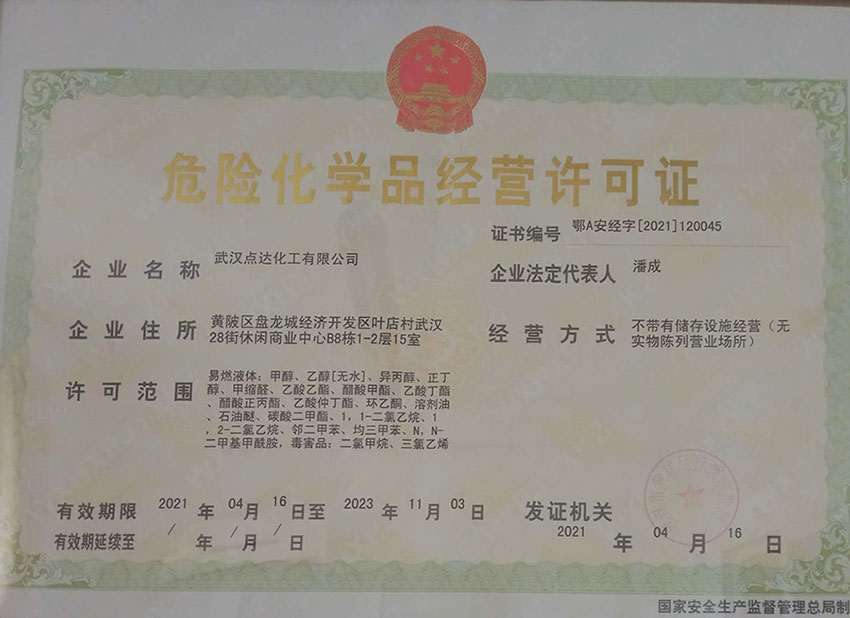 危险化学品经营许可证
证书编号 鄂A安经字[2021]120045
企业名称 武汉点达化工有限公司
企业法定代表人 潘成
企业住所 黄陂区盘龙城经济开发区叶店村武汉
28街休闲商业中心B8栋1-2层15室
经营方式 不带有储存设施经营（无
实物陈列营业场所）
许可范围 易燃液体：甲醇、乙醇[无水]、异丙醇、正丁
醇、甲缩醛、乙酸乙酯、醋酸甲酯、乙酸丁酯
、醋酸正丙酯、乙酸仲丁酯、环乙酮、溶剂油
、石油醚、碳酸二甲酯、1，1-二氯乙烷、1
，2-二氯乙烷、邻二甲苯、均三甲苯、N，N-
二甲基甲酰胺，毒害品：二氯甲烷、三氯乙烯
有效期限 2021 年 04 月 16 日至 2023 年 11 月 03 日
有效期延续至 / 年 / 月 / 日
发证机关
2021 年 04 月 16 日
国家安全生产监督管理总局制